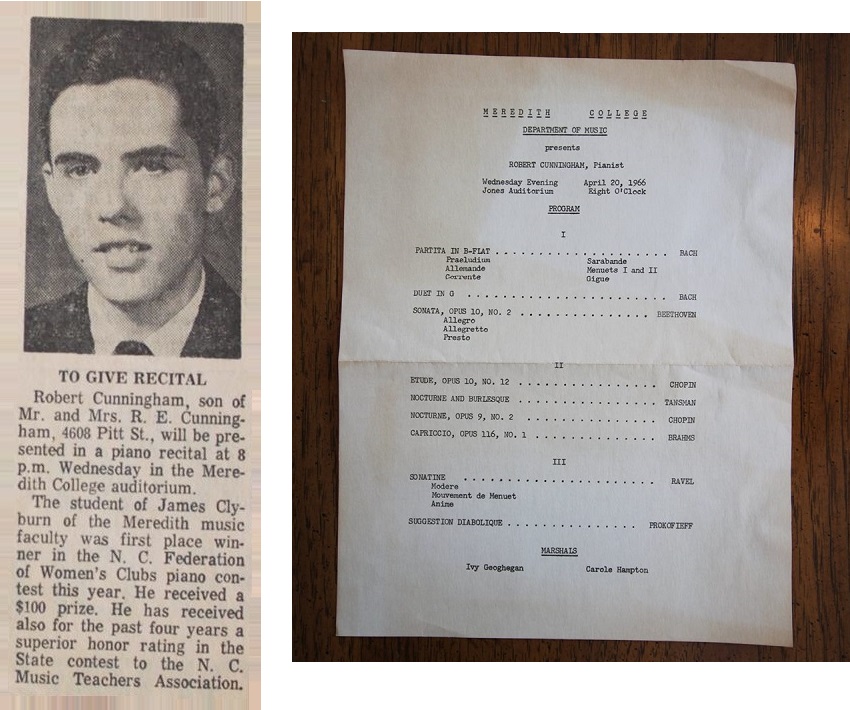 TO GIVE RECITAL
Robert Cunningham, son of
Mr. and Mrs. R. E. Cunning-
ham, 4608 Pitt St., will be pre-
sented in a piano recital at 8
p.m. Wednesday in the Mere-
dith College auditorium.
The student of James Cly-
burn of the Meredith music
faculty was first place win-
ner in the N. C. Federation
of Women's Clubs piano con-
test this year. He received a
$100 prize. He has received
also for the past four years a
superior honor rating in the
State contest to the N. C.
Music Teachers Association.
MEREDITH COLLEGE
DEPARTMENT OF MUSIC
presents
ROBERT CUNNINGHAM, Pianist
Wednesday Evening April 20, 1966
Jones Auditorium Eight O'Clock
PROGRAM
I
PARTITA IN B-FLAT . . . . . . . . . . . . . . . . . . . . BACH
Praeludium Sarabande
Allemande Menuets I and II
Corrente Gigue
DUET IN G . . . . . . . . . . . . . . . . . . . . . . . BACH
SONATA, OPUS 10, NO. 2 . . . . . . . . . . . . . . . . BEETHOVEN
Allegro
Allegretto
Presto
II
ETUDE, OPUS 10, NO. 12 . . . . . . . . . . . . . . . . CHOPIN
NOCTURNE AND BURLESQUE . . . . . . . . . . . . . . . . TANSMAN
NOCTURNE, OPUS 9, NO. 2 . . . . . . . . . . . . . . . . CHOPIN
CAPRICCIO, OPUS 116, NO. 1 . . . . . . . . . . . . . . BRAHMS
III
SONATINE . . . . . . . . . . . . . . . . . . . . . . . RAVEL
Modere
Mouvement de Menuet
Anime
SUGGESTION DIABOLIQUE . . . . . . . . . . . . . . . PROKOFIEFF
MARSHALS
Ivy Geoghegan Carole Hampton